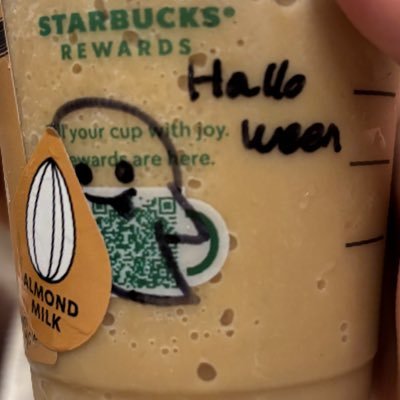 STARBUCKS®
REWARDS
Hallo
ween
ll your cup with joy.
ewards are here.
ALMOND
MILK